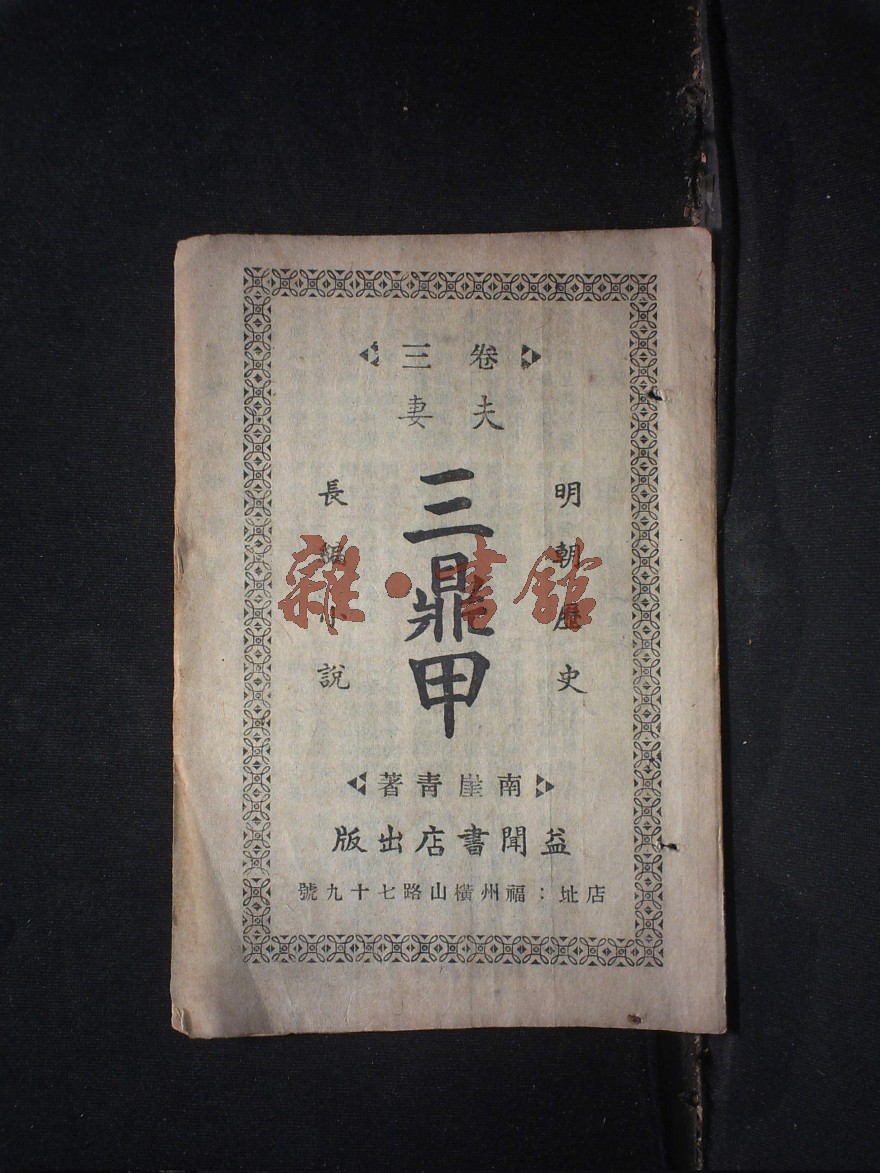 卷三
夫妻
明朝歷史
三鼎甲
長編小說
南崖青著
益聞書店出版
店址：福州橫山路七十九號
雜·書館